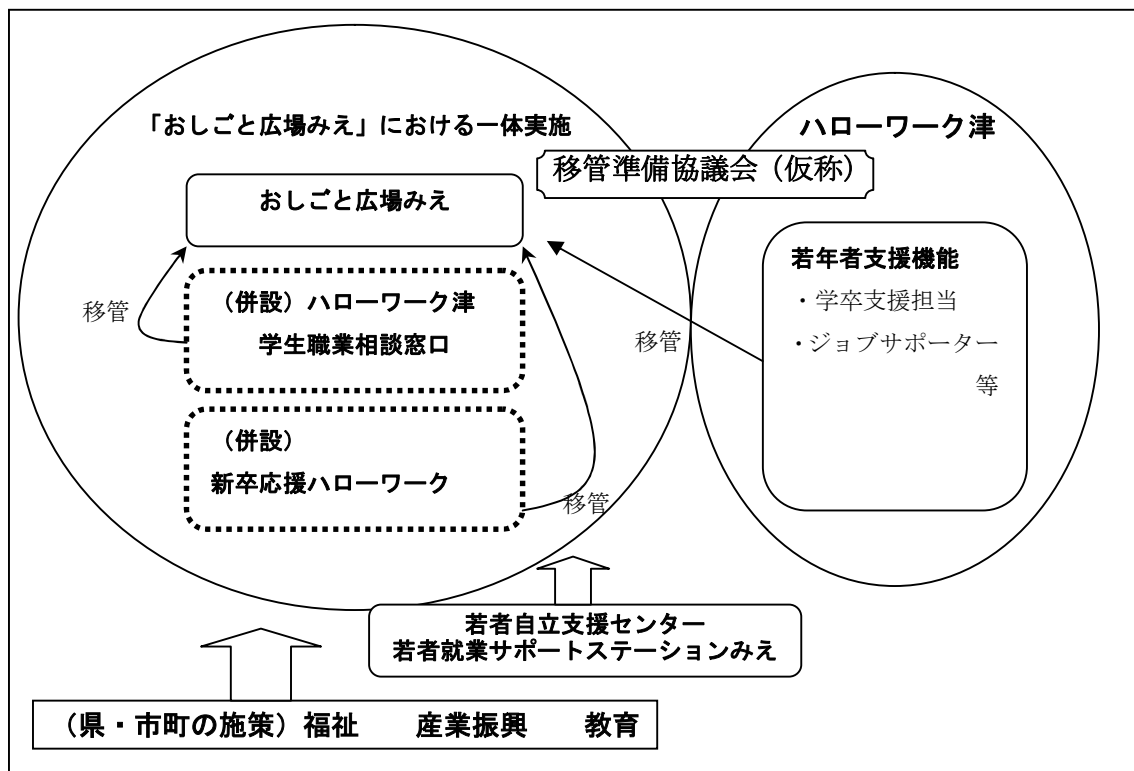 「おしごと広場みえ」における一体実施
ハローワーク津
移管準備協議会（仮称）
おしごと広場みえ
若年者支援機能
・学卒支援担当
・ジョブサポーター
等
移管
（併設）ハローワーク津
学生職業相談窓口
移管
（併設）
新卒応援ハローワーク
移管
若者自立支援センター
若者就業サポートステーションみえ
（県・市町の施策）福祉　　産業振興　　教育